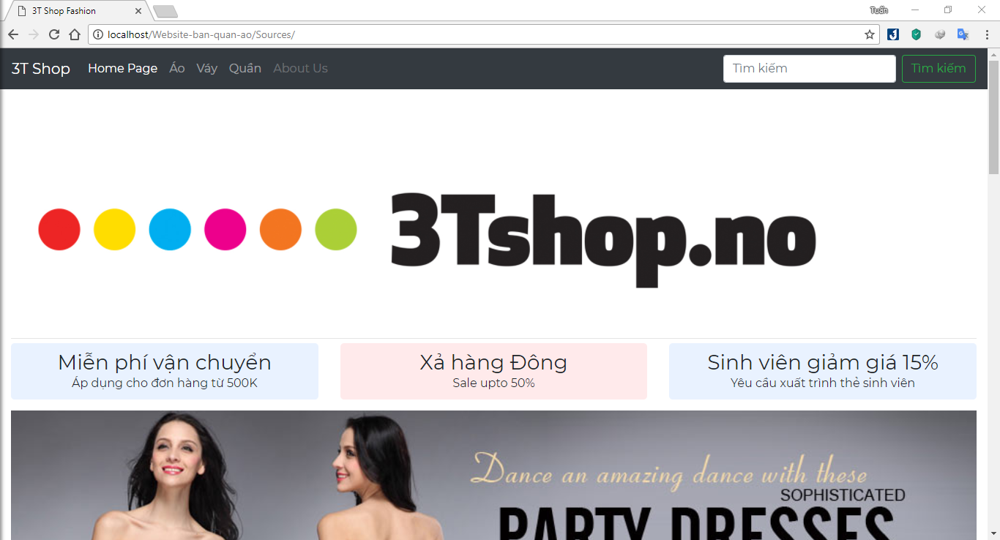 3T Shop Fashion
Tuấn
localhost/Website-ban-quan-ao/Sources/
3T Shop Home Page Áo Váy Quần About Us Tìm kiếm Tìm kiếm
3Tshop.no
Miễn phí vận chuyển
Áp dụng cho đơn hàng từ 500K
Xả hàng Đông
Sale upto 50%
Sinh viên giảm giá 15%
Yêu cầu xuất trình thẻ sinh viên
Dance an amazing dance with these
SOPHISTICATED
PARTY DRESSES